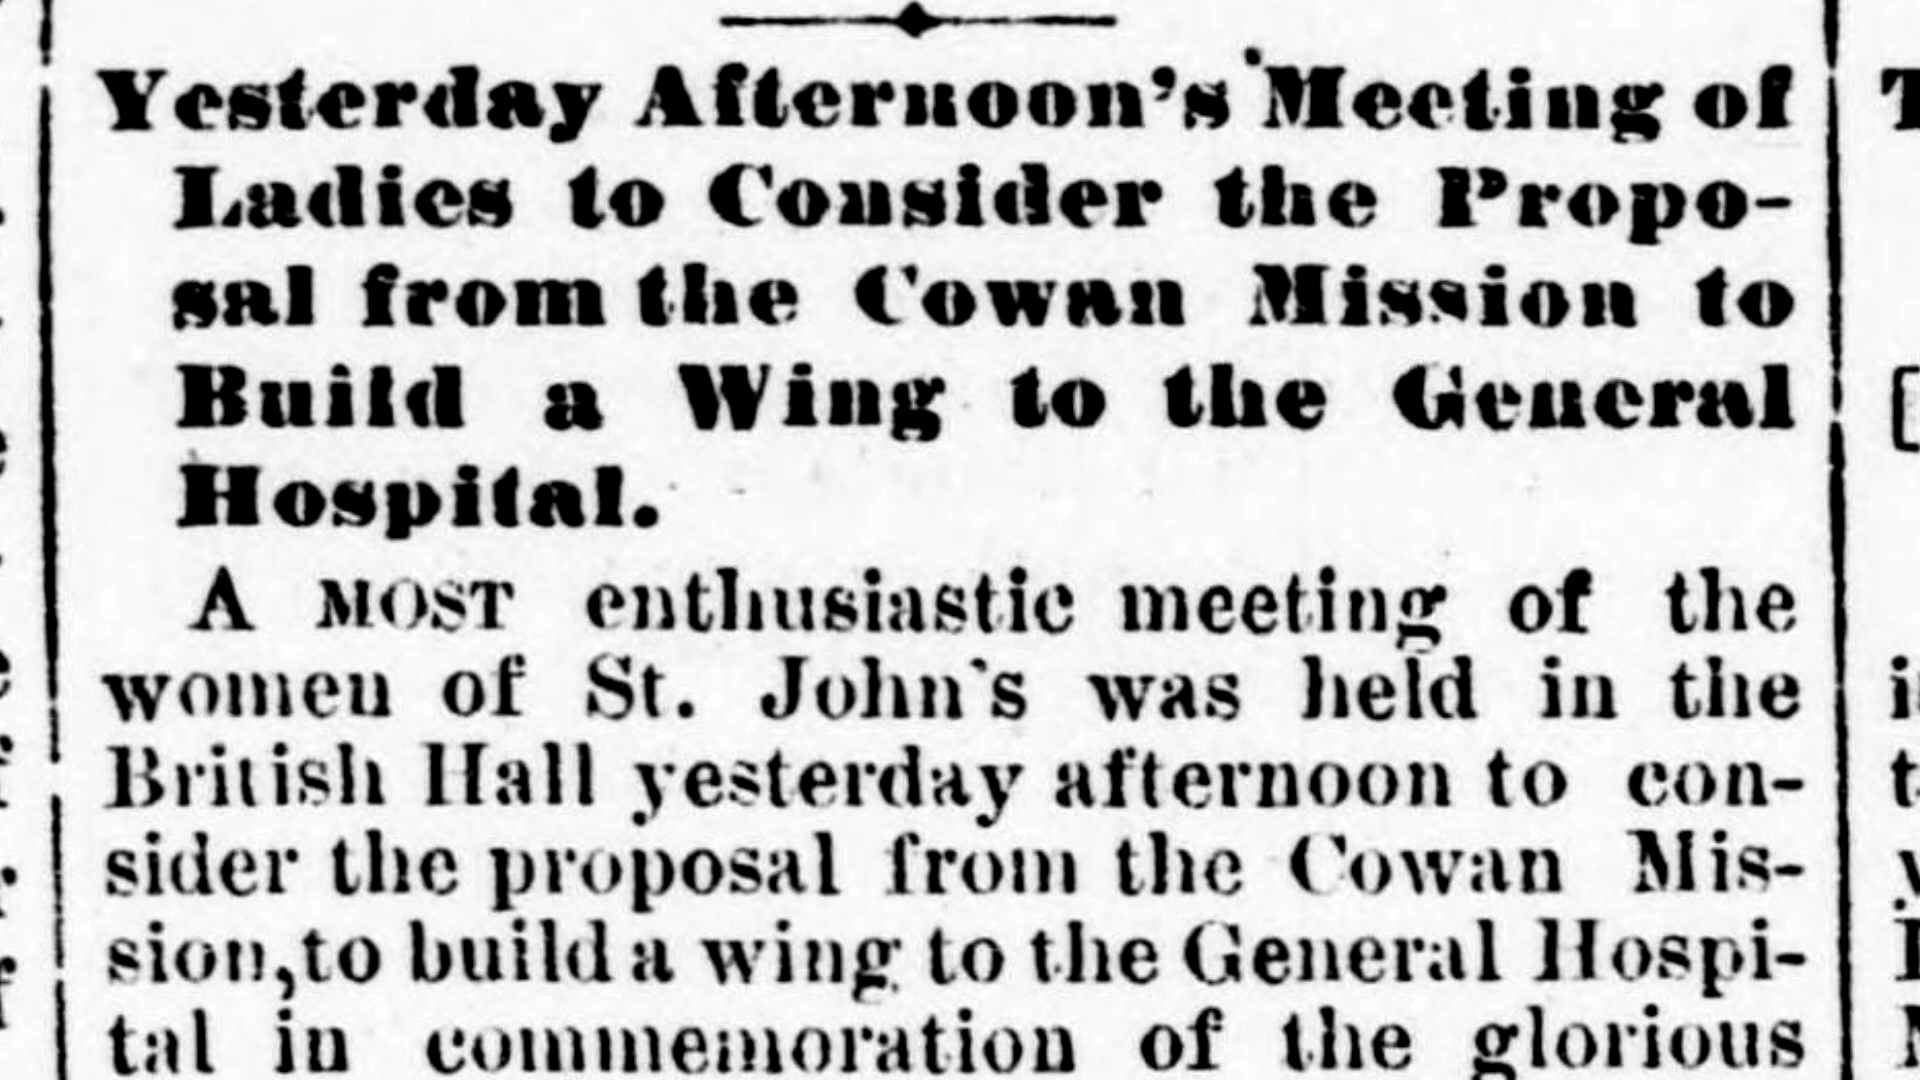 Yesterday Afternoon's Meeting of
Ladies to Consider the Propo-
sal from the Cowan Mission to
Build a Wing to the General
Hospital.
A MOST enthusiastic meeting of the
women of St. John's was held in the
British Hall yesterday afternoon to con-
sider the proposal from the Cowan Mis-
sion, to build a wing to the General Hospi-
tal in commemoration of the glorious